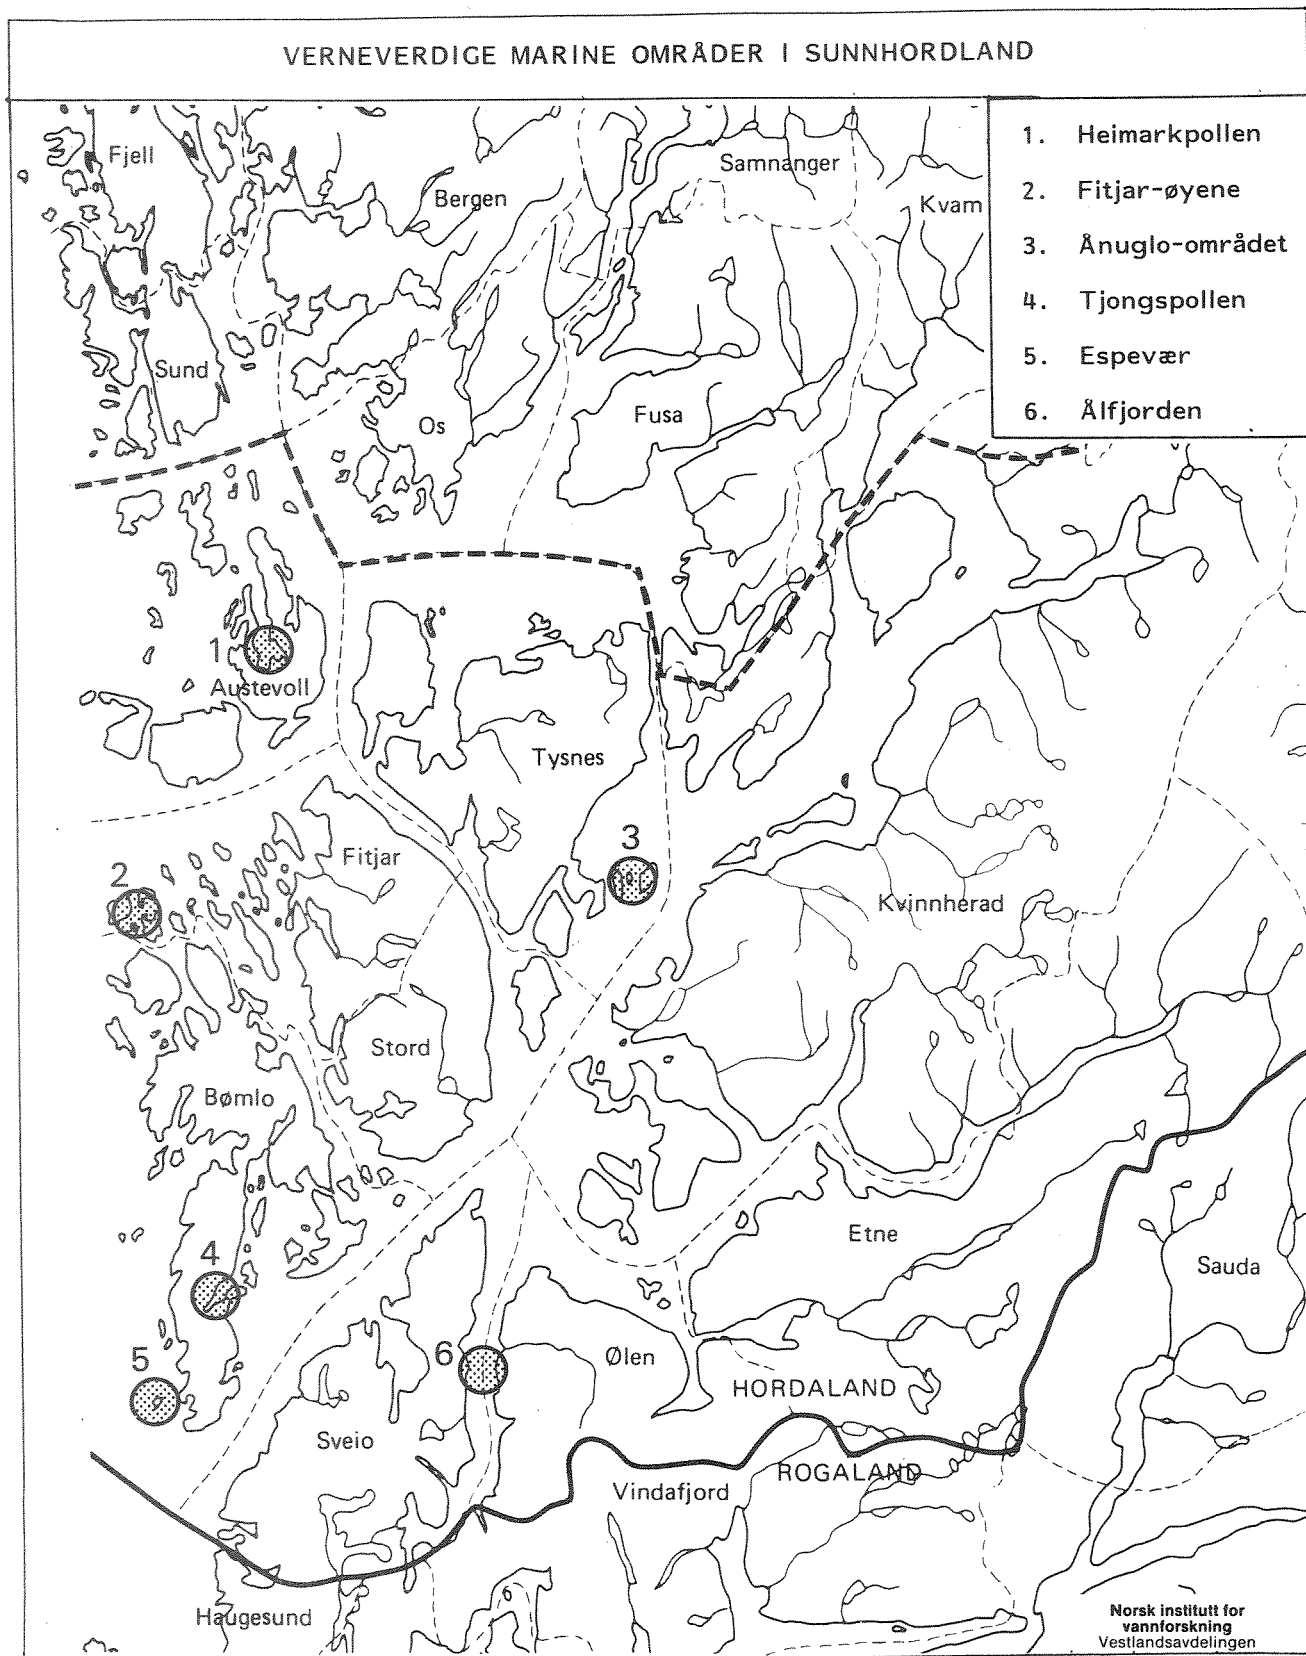 VERNEVERDIGE MARINE OMRÅDER I SUNNHORDLAND
1. Heimarkpollen
2. Fitjar-øyene
3. Ånuglo-området
4. Tjongspollen
5. Espevær
6. Ålfjorden
Fjell
Samnanger
Bergen
Kvam
Sund
Os
Fusa
1
Austevoll
Tysnes
3
Fitjar
2
Kvinnherad
Stord
Bømlo
Etne
4
Sauda
5
6
Ølen
HORDALAND
Sveio
ROGALAND
Vindafjord
Haugesund
Norsk institutt for
vannforskning
Vestlandsavdelingen